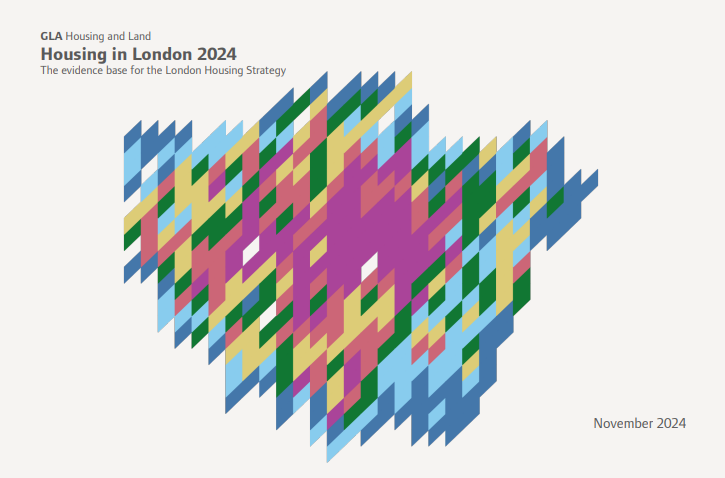 GLA Housing and Land
Housing in London 2024
The evidence base for the London Housing Strategy
November 2024